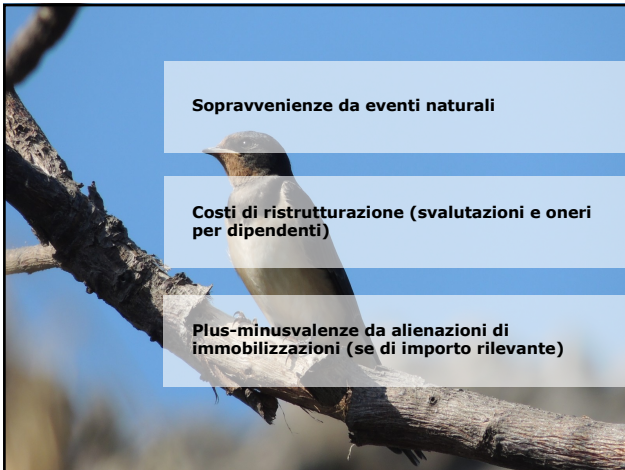 Sopravvenienze da eventi naturali
Costi di ristrutturazione (svalutazioni e oneri
per dipendenti)
Plus-minusvalenze da alienazioni di
immobilizzazioni (se di importo rilevante)